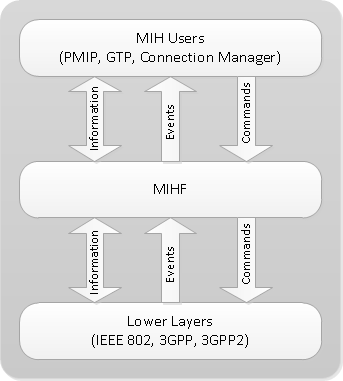 MIH Users
(PMIP, GTP, Connection Manager)
Information
Events
Commands
MIHF
Information
Events
Commands
Lower Layers
(IEEE 802, 3GPP, 3GPP2)